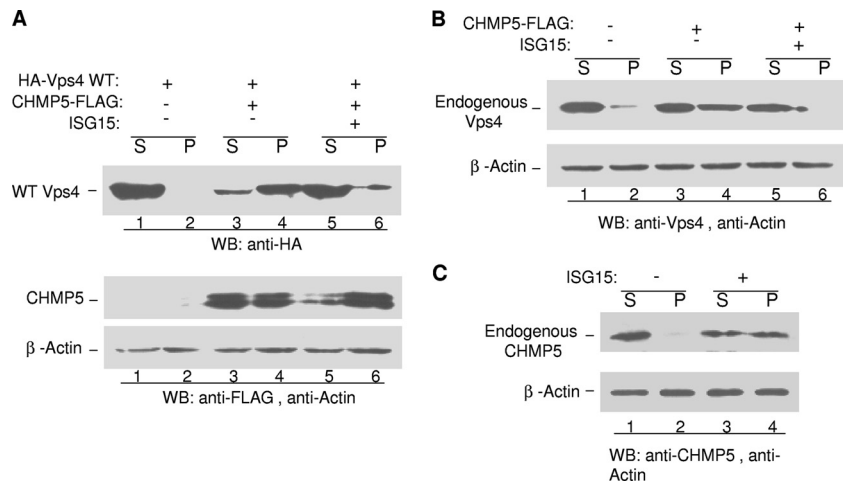 A
HA-Vps4 WT: + + +
CHMP5-FLAG: - + +
ISG15: - - +
S P S P S P
WT Vps4 –
1 2 3 4 5 6
WB: anti-HA
CHMP5 –
β -Actin –
1 2 3 4 5 6
WB: anti-FLAG , anti-Actin
B
CHMP5-FLAG: - + +
ISG15: - - +
S P S P S P
Endogenous –
Vps4
β -Actin –
1 2 3 4 5 6
WB: anti-Vps4 , anti-Actin
C
ISG15: - +
S P S P
Endogenous –
CHMP5
β -Actin –
1 2 3 4
WB: anti-CHMP5 , anti-
Actin